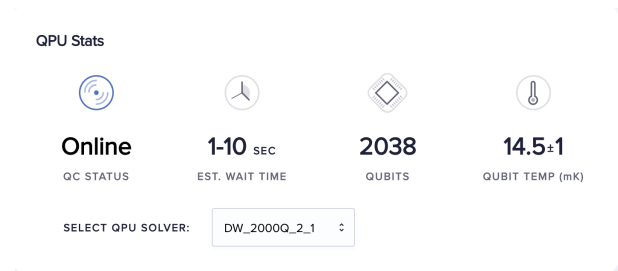 QPU Stats
Online
QC STATUS
1-10 SEC
EST. WAIT TIME
2038
QUBITS
14.5±1
QUBIT TEMP (mK)
SELECT QPU SOLVER:
DW_2000Q_2_1